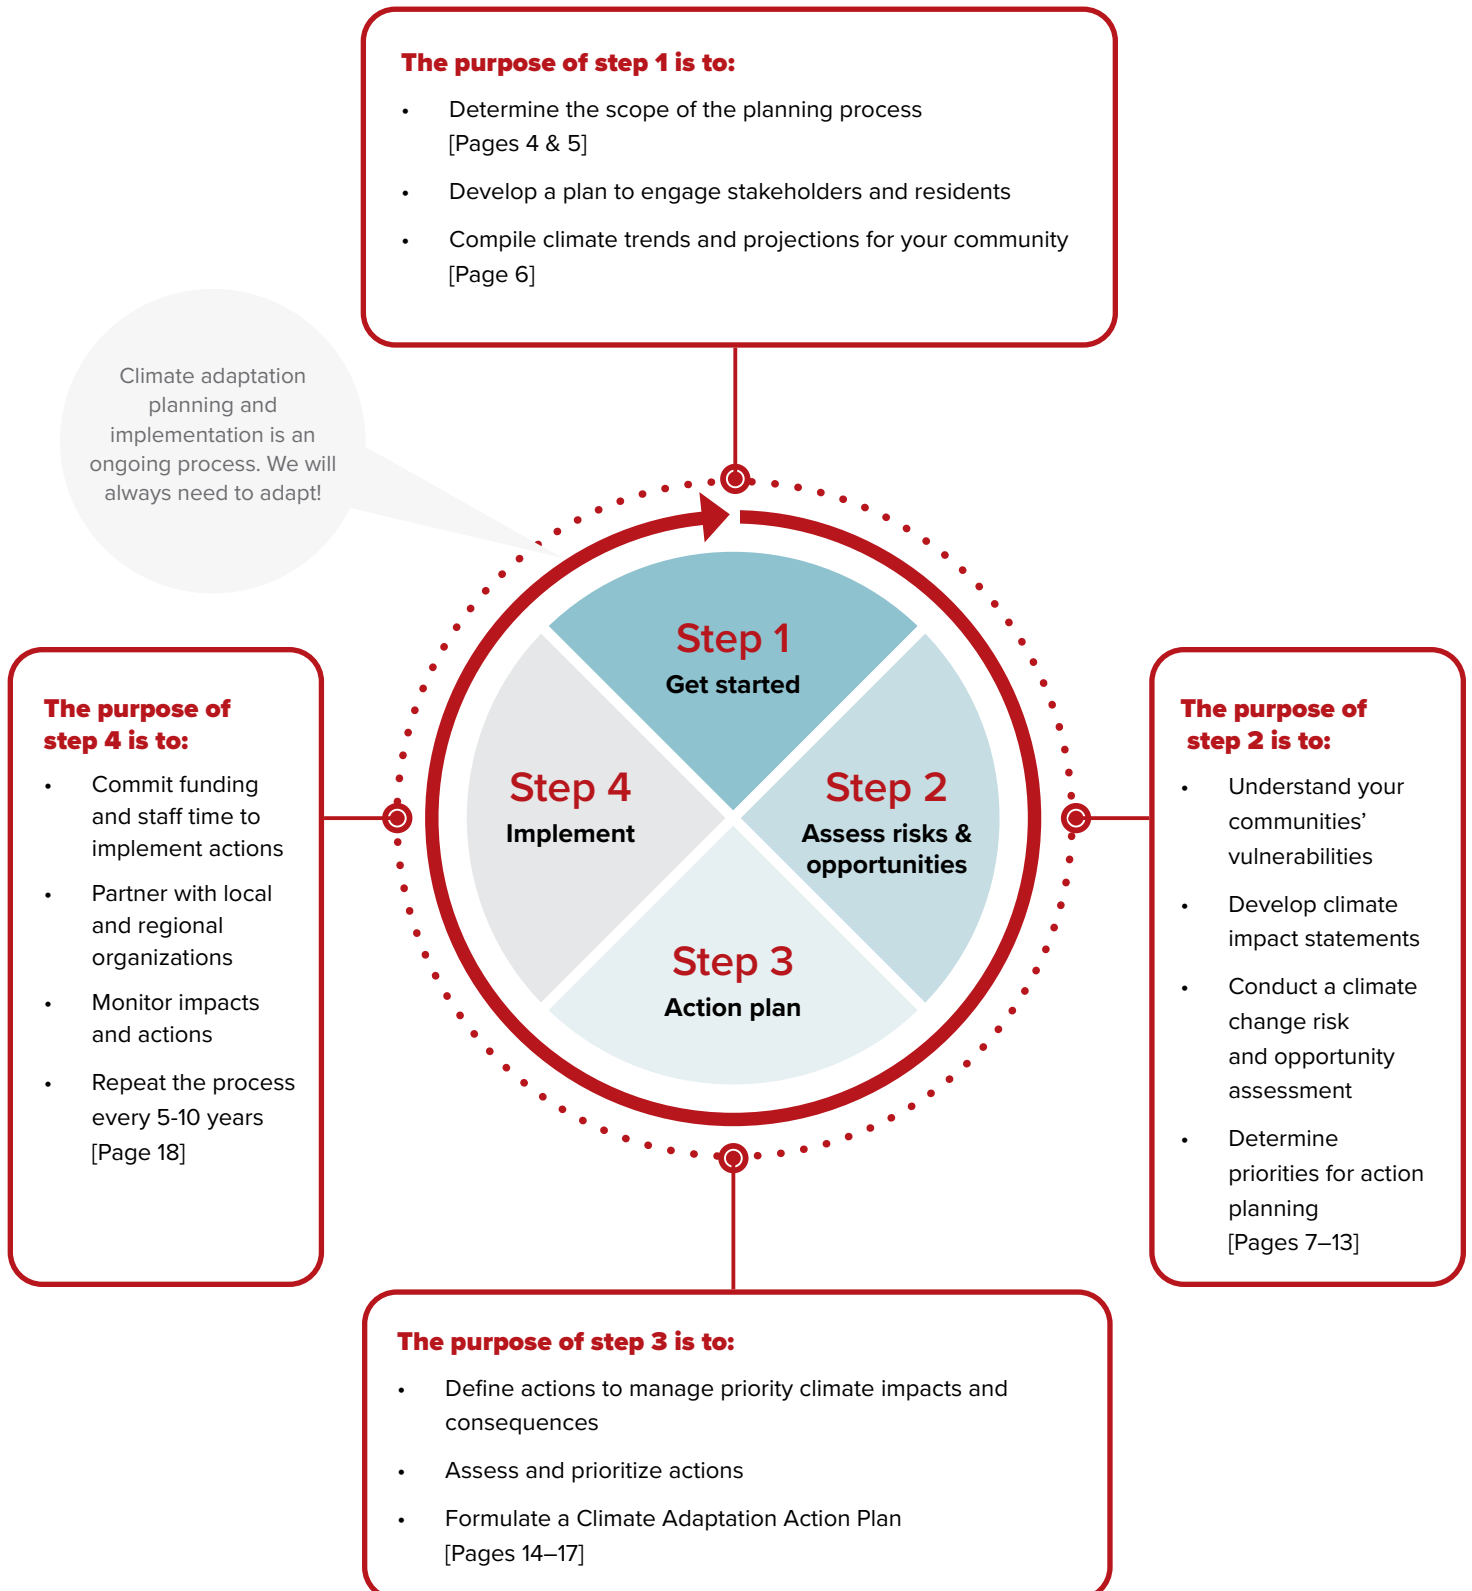 The purpose of step 1 is to:
• Determine the scope of the planning process
[Pages 4 & 5]
• Develop a plan to engage stakeholders and residents
• Compile climate trends and projections for your community
[Page 6]
Climate adaptation
planning and
implementation is an
ongoing process. We will
always need to adapt!
Step 1
Get started
Step 2
Assess risks &
opportunities
Step 3
Action plan
Step 4
Implement
The purpose of
step 2 is to:
• Understand your
communities’
vulnerabilities
• Develop climate
impact statements
• Conduct a climate
change risk
and opportunity
assessment
• Determine
priorities for action
planning
[Pages 7–13]
The purpose of step 3 is to:
• Define actions to manage priority climate impacts and
consequences
• Assess and prioritize actions
• Formulate a Climate Adaptation Action Plan
[Pages 14–17]
The purpose of
step 4 is to:
• Commit funding
and staff time to
implement actions
• Partner with local
and regional
organizations
• Monitor impacts
and actions
• Repeat the process
every 5-10 years
[Page 18]